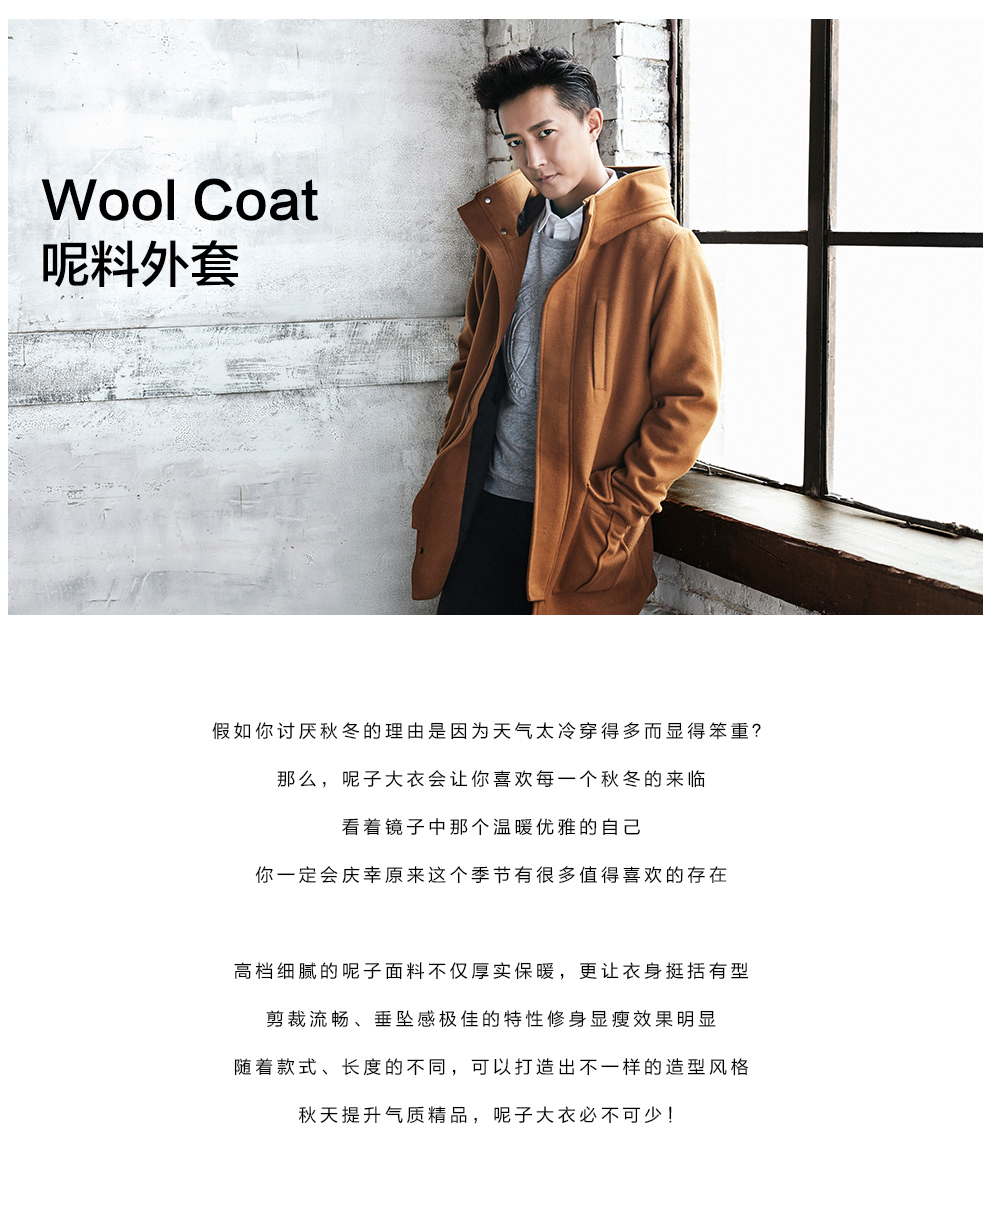 Wool Coat
呢料外套
假如你讨厌秋冬的理由是因为天气太冷穿得多而显得笨重?
那么，呢子大衣会让你喜欢每一个秋冬的来临
看着镜子中那个温暖优雅的自己
你一定会庆幸原来这个季节有很多值得喜欢的存在
高档细腻的呢子面料不仅厚实保暖，更让衣身挺括有型
剪裁流畅、垂坠感极佳的特性修身显瘦效果明显
随着款式、长度的不同，可以打造出不一样的造型风格
秋天提升气质精品，呢子大衣必不可少！